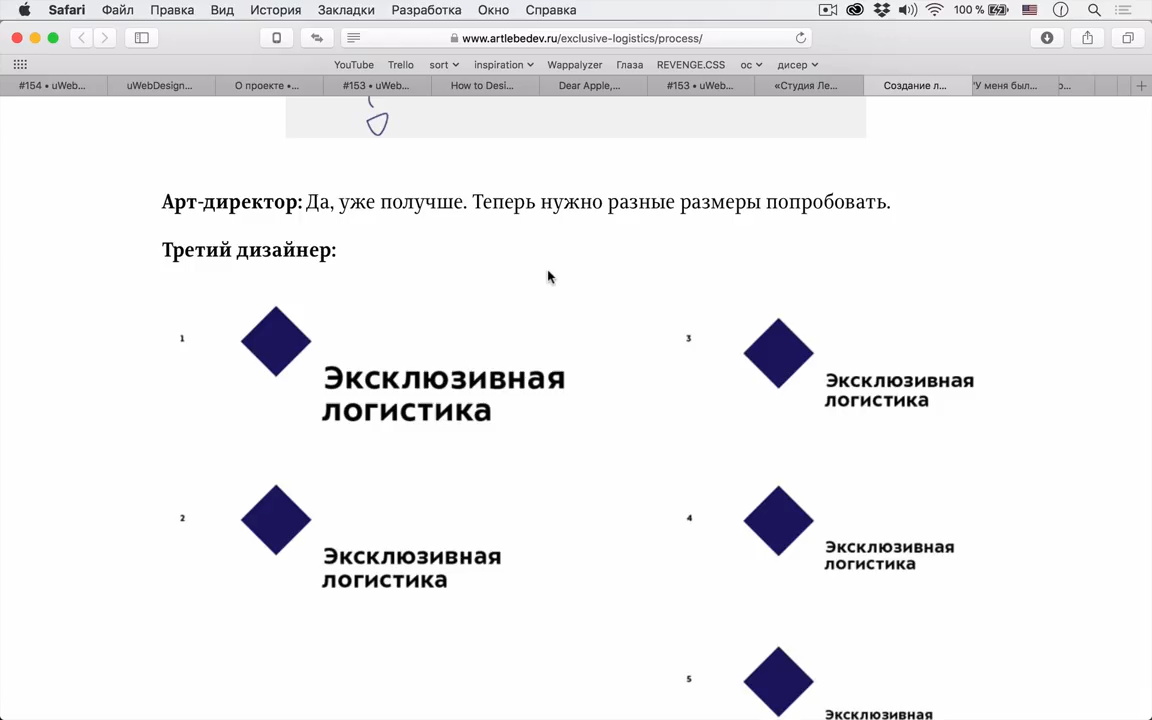 Safari Файл Правка Вид История Закладки Разработка Окно Справка 100 %
www.artlebedev.ru/exclusive-logistics/process/
YouTube Trello sort inspiration Wappalyzer Глаза REVENGE.CSS ос дисер
#154 • uWeb... uWebDesign... О проекте •... #153 • uWeb... How to Desi... Dear Apple,... #153 • uWeb... «Студия Ле... Создание л... "У меня был...
Арт-директор: Да, уже получше. Теперь нужно разные размеры попробовать.
Третий дизайнер:
1
Эксклюзивная
логистика
3
Эксклюзивная
логистика
2
Эксклюзивная
логистика
4
Эксклюзивная
логистика
5
Эксклюзивная